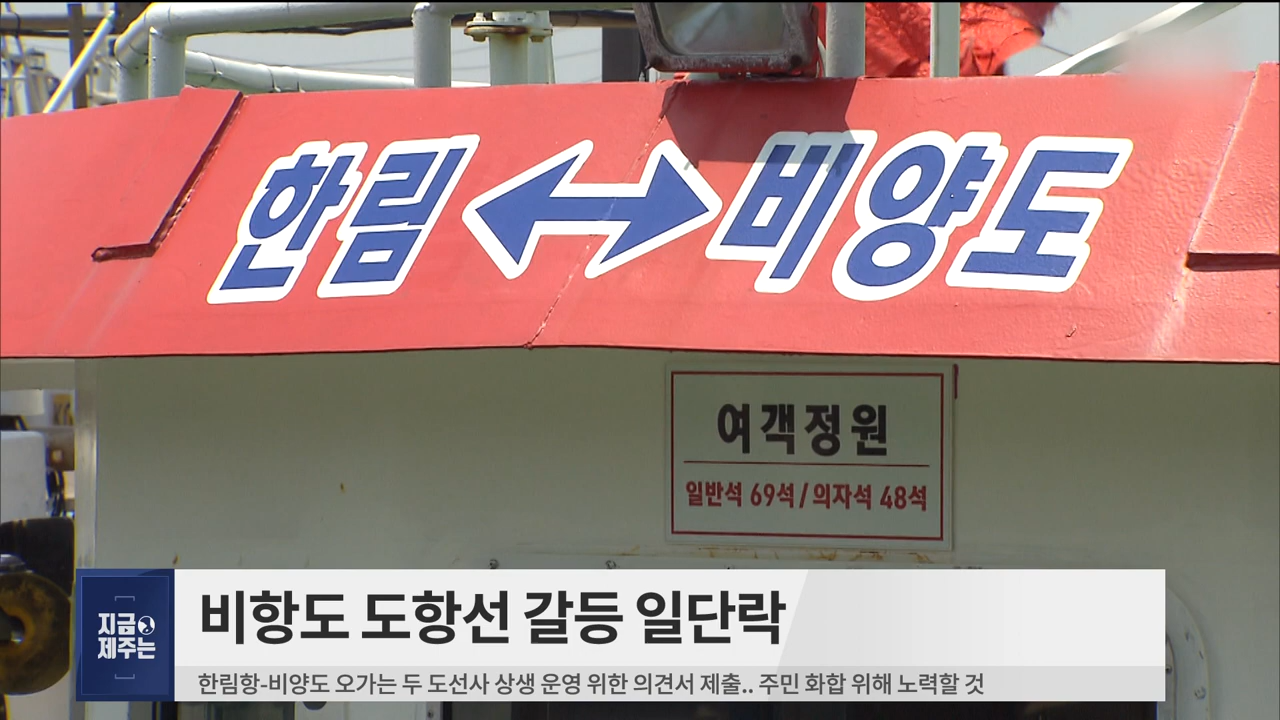 한림 ↔ 비양도
여객정원
일반석 69석 / 의자석 48석
지금
제주는
비항도 도항선 갈등 일단락
한림항-비양도 오가는 두 도선사 상생 운영 위한 의견서 제출.. 주민 화합 위해 노력할 것